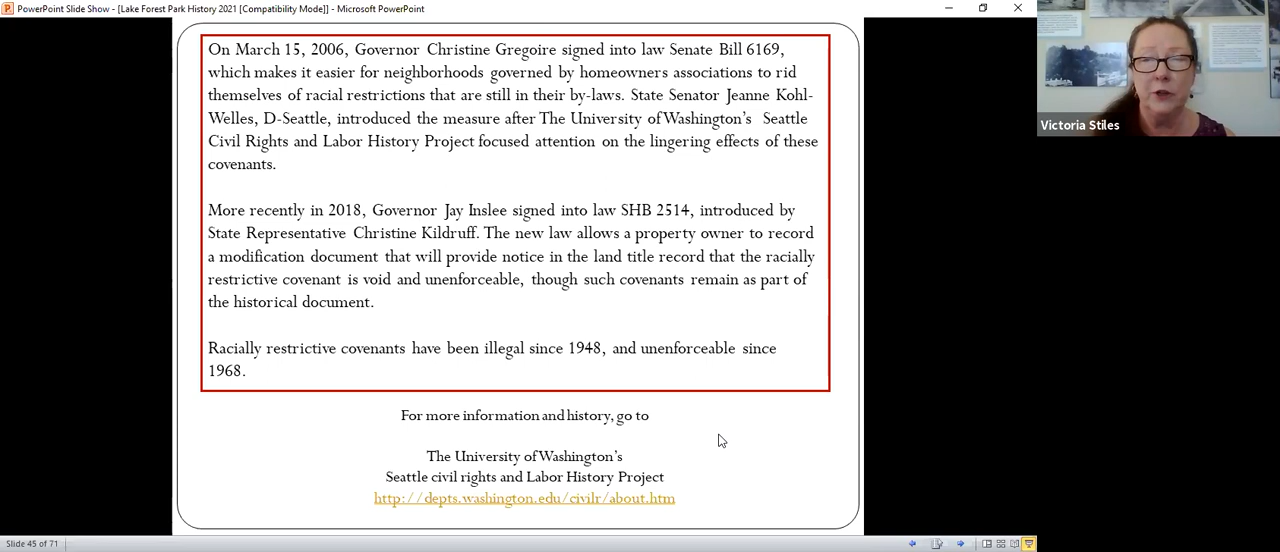 PowerPoint Slide Show - [Lake Forest Park History 2021 [Compatibility Mode]] - Microsoft PowerPoint
On March 15, 2006, Governor Christine Gregoire signed into law Senate Bill 6169,
which makes it easier for neighborhoods governed by homeowners associations to rid
themselves of racial restrictions that are still in their by-laws. State Senator Jeanne Kohl-
Welles, D-Seattle, introduced the measure after The University of Washington's Seattle
Civil Rights and Labor History Project focused attention on the lingering effects of these
covenants.
More recently in 2018, Governor Jay Inslee signed into law SHB 2514, introduced by
State Representative Christine Kildruff. The new law allows a property owner to record
a modification document that will provide notice in the land title record that the racially
restrictive covenant is void and unenforceable, though such covenants remain as part of
the historical document.
Racially restrictive covenants have been illegal since 1948, and unenforceable since
1968.
For more information and history, go to
The University of Washington's
Seattle civil rights and Labor History Project
http://depts.washington.edu/civilr/about.htm
Victoria Stiles
Slide 45 of 71